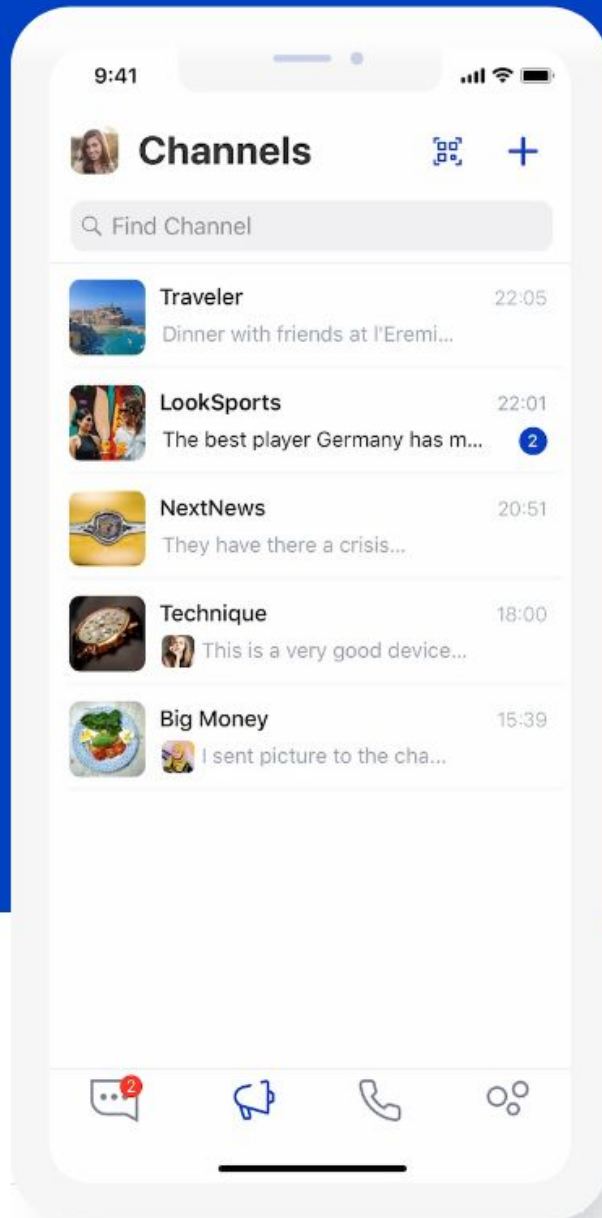 9:41
Channels
Find Channel
Traveler 22:05
Dinner with friends at l'Eremi...
LookSports 22:01
The best player Germany has m... 2
NextNews 20:51
They have there a crisis...
Technique 18:00
This is a very good device...
Big Money 15:39
I sent picture to the cha...
2